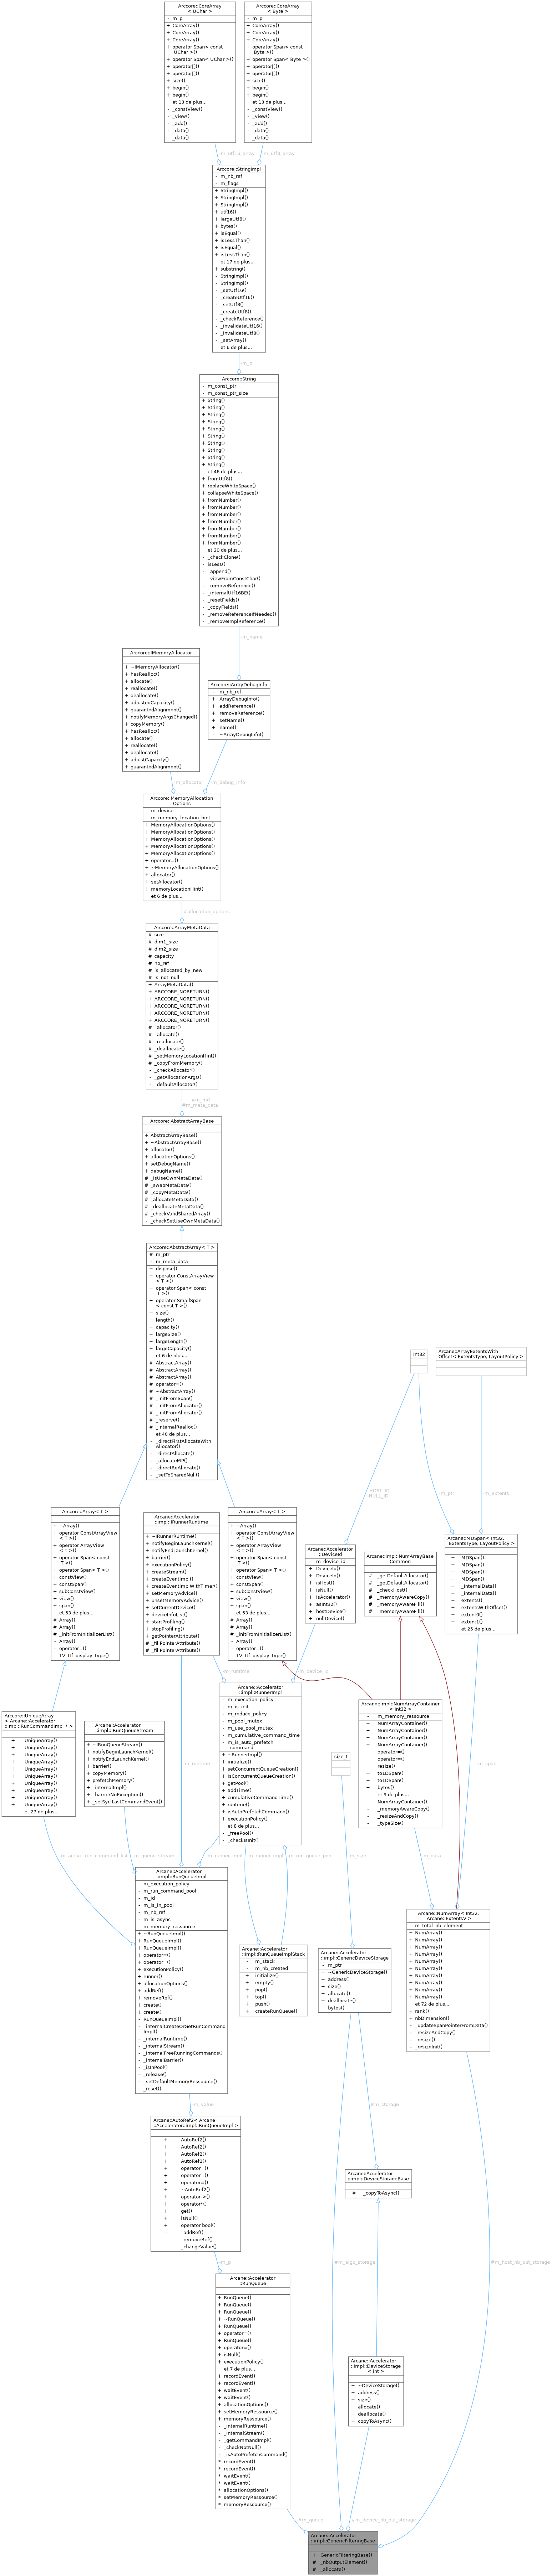 Arccore::CoreArray
< UChar >
- m_p
+ CoreArray()
+ CoreArray()
+ CoreArray()
+ operator Span< const
UChar >()
+ operator Span< UChar >()
+ operator[]()
+ operator[]()
+ size()
+ begin()
+ begin()
et 13 de plus...
- _constView()
- _view()
- _add()
- _data()
- _data()
Arccore::CoreArray
< Byte >
- m_p
+ CoreArray()
+ CoreArray()
+ CoreArray()
+ operator Span< const
Byte >()
+ operator Span< Byte >()
+ operator[]()
+ operator[]()
+ size()
+ begin()
+ begin()
et 13 de plus...
- _constView()
- _view()
- _add()
- _data()
- _data()
-m_utf16_array
-m_utf8_array
Arccore::StringImpl
- m_nb_ref
- m_flags
+ StringImpl()
+ StringImpl()
+ StringImpl()
+ utf16()
+ largeUtf8()
+ bytes()
+ isEqual()
+ isLessThan()
+ isEqual()
+ isLessThan()
et 17 de plus...
+ substring()
- StringImpl()
- StringImpl()
- _setUtf16()
- _createUtf16()
- _setUtf8()
- _createUtf8()
- _checkReference()
- _invalidateUtf16()
- _invalidateUtf8()
- _setArray()
et 6 de plus...
-m_p
Arccore::String
- m_const_ptr
- m_const_ptr_size
+ String()
+ String()
+ String()
+ String()
+ String()
+ String()
+ String()
+ String()
+ String()
+ String()
et 46 de plus...
+ fromUtf8()
+ replaceWhiteSpace()
+ collapseWhiteSpace()
+ fromNumber()
+ fromNumber()
+ fromNumber()
+ fromNumber()
+ fromNumber()
+ fromNumber()
+ fromNumber()
et 20 de plus...
- _checkClone()
- isLess()
- _append()
- _viewFromConstChar()
- _removeReference()
- _internalUtf16BE()
- _resetFields()
- _copyFields()
- _removeReferenceIfNeeded()
- _removeImplReference()
-m_name
Arccore::IMemoryAllocator
+ ~IMemoryAllocator()
+ hasRealloc()
+ allocate()
+ reallocate()
+ deallocate()
+ adjustedCapacity()
+ guarantedAlignment()
+ notifyMemoryArgsChanged()
+ copyMemory()
+ hasRealloc()
+ allocate()
+ reallocate()
+ deallocate()
+ adjustCapacity()
+ guarantedAlignment()
Arccore::ArrayDebugInfo
- m_nb_ref
+ ArrayDebugInfo()
+ addReference()
+ removeReference()
+ setName()
+ name()
- ~ArrayDebugInfo()
-m_allocator
-m_debug_info
Arccore::MemoryAllocation
Options
- m_device
- m_memory_location_hint
+ MemoryAllocationOptions()
+ MemoryAllocationOptions()
+ MemoryAllocationOptions()
+ MemoryAllocationOptions()
+ MemoryAllocationOptions()
+ operator=()
+ ~MemoryAllocationOptions()
+ allocator()
+ setAllocator()
+ memoryLocationHint()
et 6 de plus...
#allocation_options
Arccore::ArrayMetaData
# size
# dim1_size
# dim2_size
# capacity
# nb_ref
# is_allocated_by_new
# is_not_null
+ ArrayMetaData()
+ ARCCORE_NORETURN()
+ ARCCORE_NORETURN()
+ ARCCORE_NORETURN()
+ ARCCORE_NORETURN()
+ ARCCORE_NORETURN()
# _allocator()
# _allocate()
# _reallocate()
# _deallocate()
# _setMemoryLocationHint()
# _copyFromMemory()
- _checkAllocator()
- _getAllocationArgs()
- _defaultAllocator()
#m_md
#m_meta_data
Arccore::AbstractArrayBase
+ AbstractArrayBase()
+ ~AbstractArrayBase()
+ allocator()
+ allocationOptions()
+ setDebugName()
+ debugName()
# _isUseOwnMetaData()
# _swapMetaData()
# _copyMetaData()
# _allocateMetaData()
# _deallocateMetaData()
# _checkValidSharedArray()
- _checkSetUseOwnMetaData()
Arccore::AbstractArray< T >
# m_ptr
- m_meta_data
+ dispose()
+ operator ConstArrayView
< T >()
+ operator Span< const
T >()
+ operator SmallSpan
< const T >()
+ size()
+ length()
+ capacity()
+ largeSize()
+ largeLength()
+ largeCapacity()
et 6 de plus...
# AbstractArray()
# AbstractArray()
# AbstractArray()
# operator=()
# ~AbstractArray()
# _initFromSpan()
# _initFromAllocator()
# _initFromAllocator()
# _reserve()
# _internalRealloc()
et 40 de plus...
- _directFirstAllocateWith
Allocator()
- _directAllocate()
- _allocateMP()
- _directReAllocate()
- _setToSharedNull()
Int32
Arcane::ArrayExtentsWith
Offset< ExtentsType, LayoutPolicy >
-HOST_ID
-NULL_ID
-m_ptr
-m_extents
Arccore::Array< T >
+ ~Array()
+ operator ConstArrayView
< T >()
+ operator ArrayView
< T >()
+ operator Span< const
T >()
+ operator Span< T >()
+ constView()
+ constSpan()
+ subConstView()
+ view()
+ span()
et 53 de plus...
# Array()
# Array()
# _initFromInitializerList()
- Array()
- operator=()
- TV_ttf_display_type()
Arcane::Accelerator
::impl::IRunnerRuntime
+ ~IRunnerRuntime()
+ notifyBeginLaunchKernel()
+ notifyEndLaunchKernel()
+ barrier()
+ executionPolicy()
+ createStream()
+ createEventImpl()
+ createEventImplWithTimer()
+ setMemoryAdvice()
+ unsetMemoryAdvice()
+ setCurrentDevice()
+ deviceInfoList()
+ startProfiling()
+ stopProfiling()
+ getPointerAttribute()
# _fillPointerAttribute()
# _fillPointerAttribute()
Arccore::Array< T >
+ ~Array()
+ operator ConstArrayView
< T >()
+ operator ArrayView
< T >()
+ operator Span< const
T >()
+ operator Span< T >()
+ constView()
+ constSpan()
+ subConstView()
+ view()
+ span()
et 53 de plus...
# Array()
# Array()
# _initFromInitializerList()
- Array()
- operator=()
- TV_ttf_display_type()
Arcane::Accelerator
::DeviceId
- m_device_id
+ DeviceId()
+ DeviceId()
+ isHost()
+ isNull()
+ isAccelerator()
+ asInt32()
+ hostDevice()
+ nullDevice()
Arcane::impl::NumArrayBase
Common
# _getDefaultAllocator()
# _getDefaultAllocator()
# _checkHost()
# _memoryAwareCopy()
# _memoryAwareFill()
# _memoryAwareFill()
Arcane::MDSpan< Int32,
ExtentsType, LayoutPolicy >
+ MDSpan()
+ MDSpan()
+ MDSpan()
+ MDSpan()
- _internalData()
- _internalData()
+ extents()
+ extentsWithOffset()
+ extent0()
+ extent1()
et 25 de plus...
-m_runtime
-m_device_id
-m_runtime
-m_span
Arcane::UniqueArray
< Arcane::Accelerator
::impl::RunCommandImpl * >
+ UniqueArray()
+ UniqueArray()
+ UniqueArray()
+ UniqueArray()
+ UniqueArray()
+ UniqueArray()
+ UniqueArray()
+ UniqueArray()
+ UniqueArray()
+ UniqueArray()
et 27 de plus...
Arcane::Accelerator
::impl::IRunQueueStream
+ ~IRunQueueStream()
+ notifyBeginLaunchKernel()
+ notifyEndLaunchKernel()
+ barrier()
+ copyMemory()
+ prefetchMemory()
+ _internalImpl()
+ _barrierNoException()
+ _setSyclLastCommandEvent()
Arcane::Accelerator
::impl::RunnerImpl
- m_execution_policy
- m_is_init
- m_reduce_policy
- m_pool_mutex
- m_use_pool_mutex
- m_cumulative_command_time
- m_is_auto_prefetch
_command
+ ~RunnerImpl()
+ initialize()
+ setConcurrentQueueCreation()
+ isConcurrentQueueCreation()
+ getPool()
+ addTime()
+ cumulativeCommandTime()
+ runtime()
+ isAutoPrefetchCommand()
+ executionPolicy()
et 8 de plus...
- _freePool()
- _checkIsInit()
size_t
Arcane::impl::NumArrayContainer
< Int32 >
- m_memory_ressource
+ NumArrayContainer()
+ NumArrayContainer()
+ NumArrayContainer()
+ NumArrayContainer()
+ operator=()
+ operator=()
+ resize()
+ to1DSpan()
+ to1DSpan()
+ bytes()
et 9 de plus...
- NumArrayContainer()
- _memoryAwareCopy()
- _resizeAndCopy()
- _typeSize()
-m_active_run_command_list
-m_queue_stream
-m_runner_impl
-m_runner_impl
-m_run_queue_pool
-m_size
-m_data
Arcane::Accelerator
::impl::RunQueueImpl
- m_execution_policy
- m_run_command_pool
- m_id
- m_is_in_pool
- m_nb_ref
- m_is_async
- m_memory_ressource
+ ~RunQueueImpl()
+ RunQueueImpl()
+ RunQueueImpl()
+ operator=()
+ operator=()
+ executionPolicy()
+ runner()
+ allocationOptions()
+ addRef()
+ removeRef()
+ create()
+ create()
- RunQueueImpl()
- _internalCreateOrGetRunCommand
Impl()
- _internalRuntime()
- _internalStream()
- _internalFreeRunningCommands()
- _internalBarrier()
- _isInPool()
- _release()
- _setDefaultMemoryRessource()
- _reset()
Arcane::Accelerator
::impl::RunQueueImplStack
- m_stack
- m_nb_created
+ initialize()
+ empty()
+ pop()
+ top()
+ push()
+ createRunQueue()
Arcane::Accelerator
::impl::GenericDeviceStorage
- m_ptr
+ ~GenericDeviceStorage()
+ address()
+ size()
+ allocate()
+ deallocate()
+ bytes()
Arcane::NumArray< Int32,
Arcane::ExtentsV >
- m_total_nb_element
+ NumArray()
+ NumArray()
+ NumArray()
+ NumArray()
+ NumArray()
+ NumArray()
+ NumArray()
+ NumArray()
+ NumArray()
+ NumArray()
et 72 de plus...
+ rank()
+ nbDimension()
- _updateSpanPointerFromData()
- _resizeAndCopy()
- _resize()
- _resizeInit()
-m_value
#m_storage
Arcane::AutoRef2< Arcane
::Accelerator::impl::RunQueueImpl >
+ AutoRef2()
+ AutoRef2()
+ AutoRef2()
+ AutoRef2()
+ operator=()
+ operator=()
+ operator=()
+ ~AutoRef2()
+ operator->()
+ operator*()
+ get()
+ isNull()
+ operator bool()
- _addRef()
- _removeRef()
- _changeValue()
Arcane::Accelerator
::impl::DeviceStorageBase
# _copyToAsync()
-m_p
#m_algo_storage
#m_host_nb_out_storage
Arcane::Accelerator
::RunQueue
+ RunQueue()
+ RunQueue()
+ RunQueue()
+ ~RunQueue()
+ RunQueue()
+ operator=()
+ RunQueue()
+ operator=()
+ isNull()
+ executionPolicy()
et 7 de plus...
+ recordEvent()
+ recordEvent()
+ waitEvent()
+ waitEvent()
+ allocationOptions()
+ setMemoryRessource()
+ memoryRessource()
- _internalRuntime()
- _internalStream()
- _getCommandImpl()
- _checkNotNull()
- _isAutoPrefetchCommand()
* recordEvent()
* recordEvent()
* waitEvent()
* waitEvent()
* allocationOptions()
* setMemoryRessource()
* memoryRessource()
Arcane::Accelerator
::impl::DeviceStorage
< int >
+ ~DeviceStorage()
+ address()
+ size()
+ allocate()
+ deallocate()
+ copyToAsync()
#m_queue
#m_device_nb_out_storage
Arcane::Accelerator
::impl::GenericFilteringBase
+ GenericFilteringBase()
# _nbOutputElement()
# _allocate()